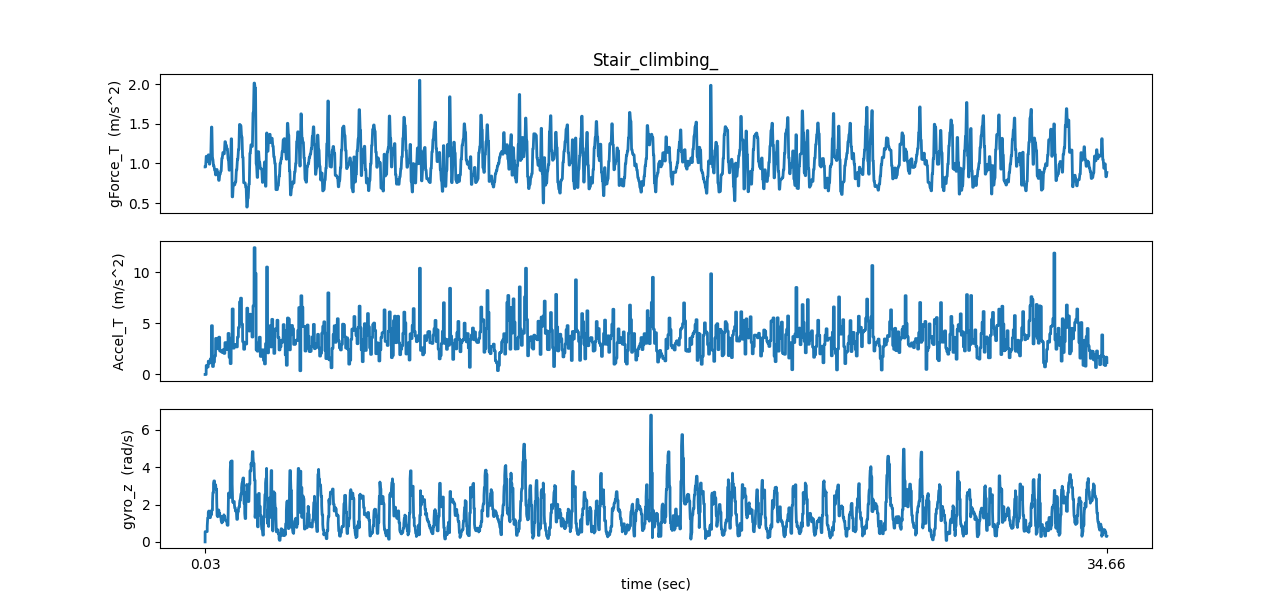 Stair_climbing_
gForce_T (m/s^2)
2.0
1.5
1.0
0.5
Accel_T (m/s^2)
10
5
0
gyro_z (rad/s)
6
4
2
0
0.03
34.66
time (sec)